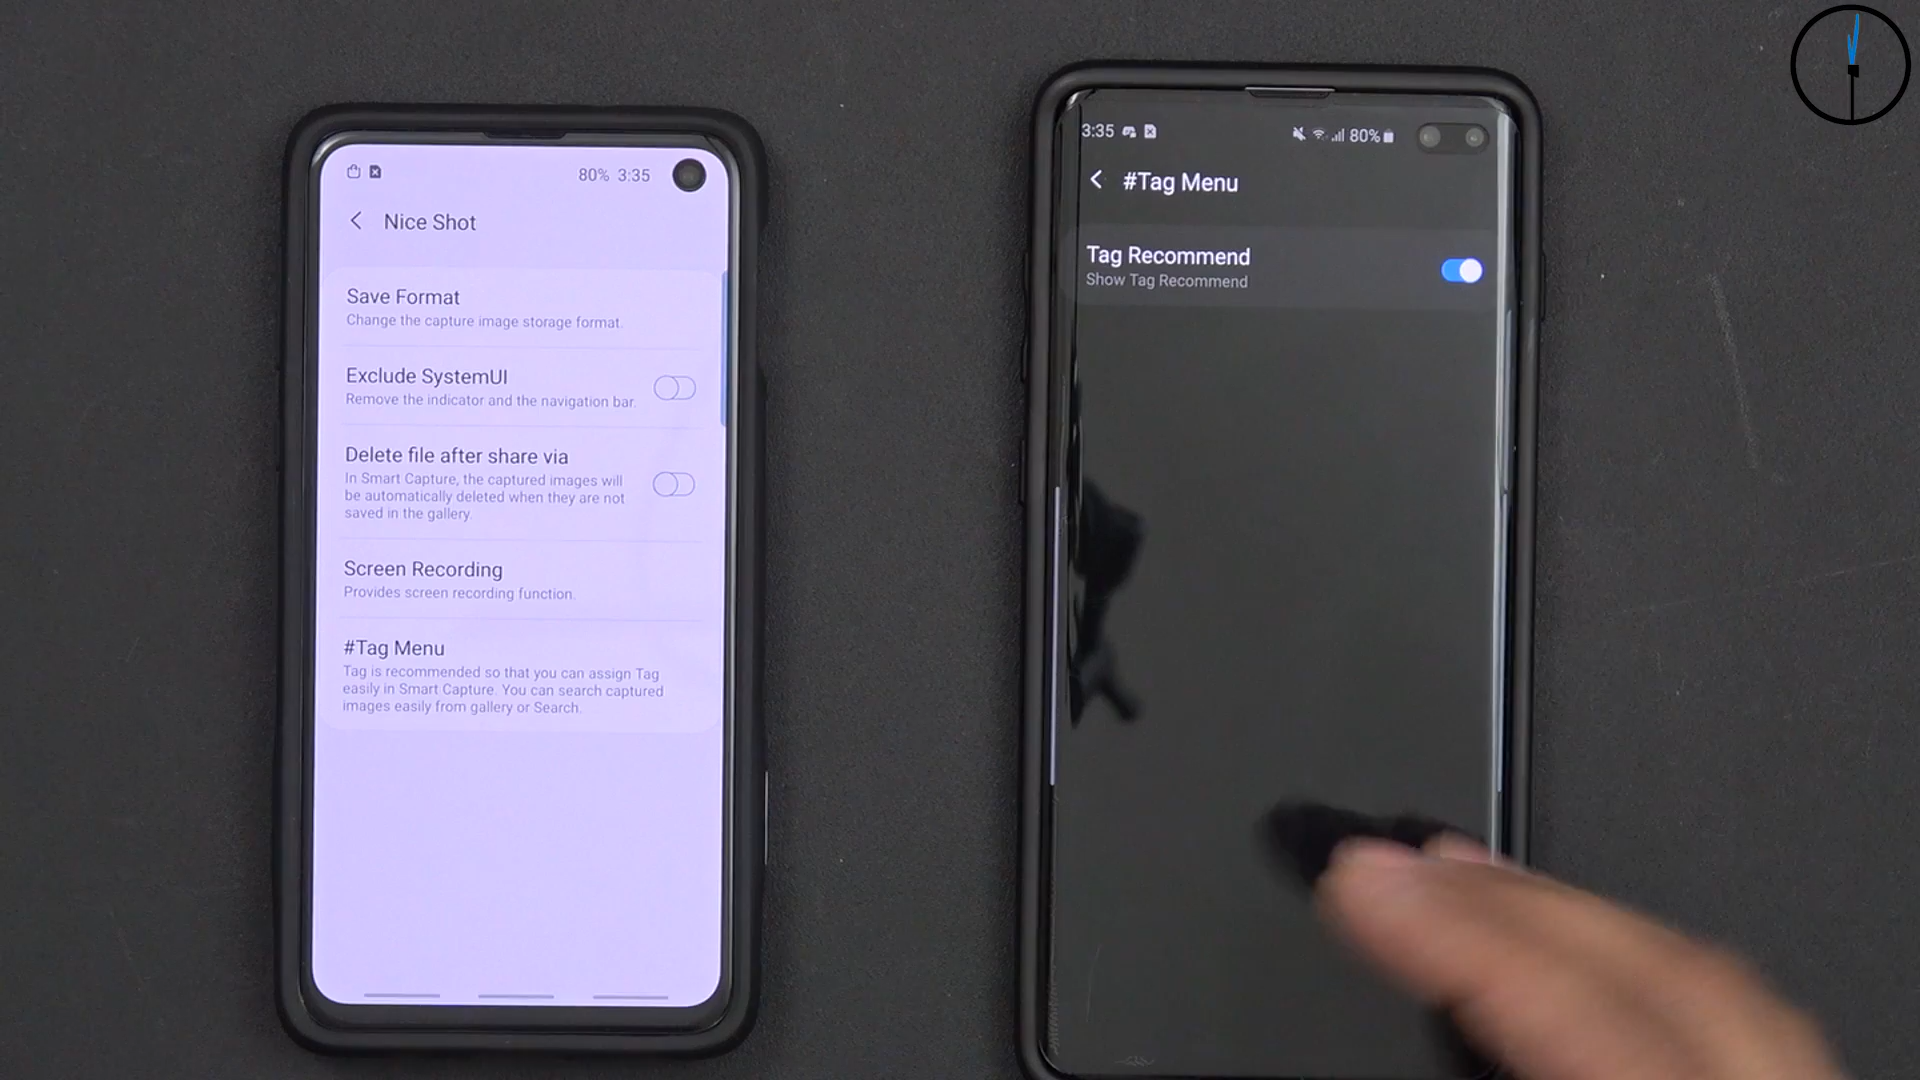 80% 3:35
Nice Shot
Save Format
Change the capture image storage format.
Exclude SystemUI
Remove the indicator and the navigation bar.
Delete file after share via
In Smart Capture, the captured images will
be automatically deleted when they are not
saved in the gallery.
Screen Recording
Provides screen recording function.
#Tag Menu
Tag is recommended so that you can assign Tag
easily in Smart Capture. You can search captured
images easily from gallery or Search.
3:35 80%
#Tag Menu
Tag Recommend
Show Tag Recommend